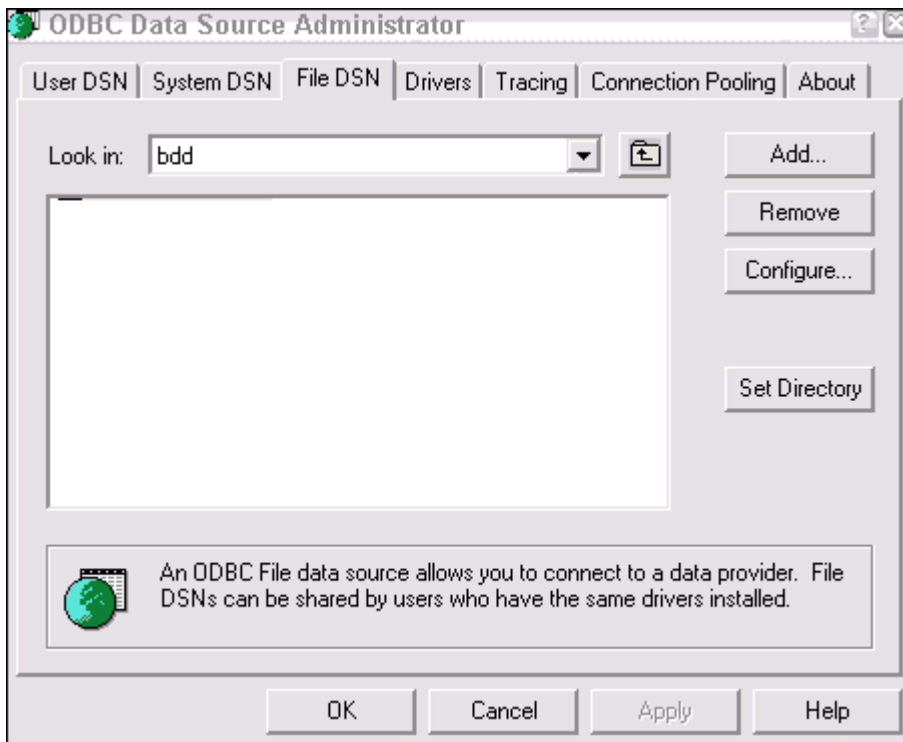 ODBC Data Source Administrator
User DSN System DSN File DSN Drivers Tracing Connection Pooling About
Look in: bdd Add...
Remove
Configure...
Set Directory
An ODBC File data source allows you to connect to a data provider. File
DSNs can be shared by users who have the same drivers installed.
OK Cancel Apply Help